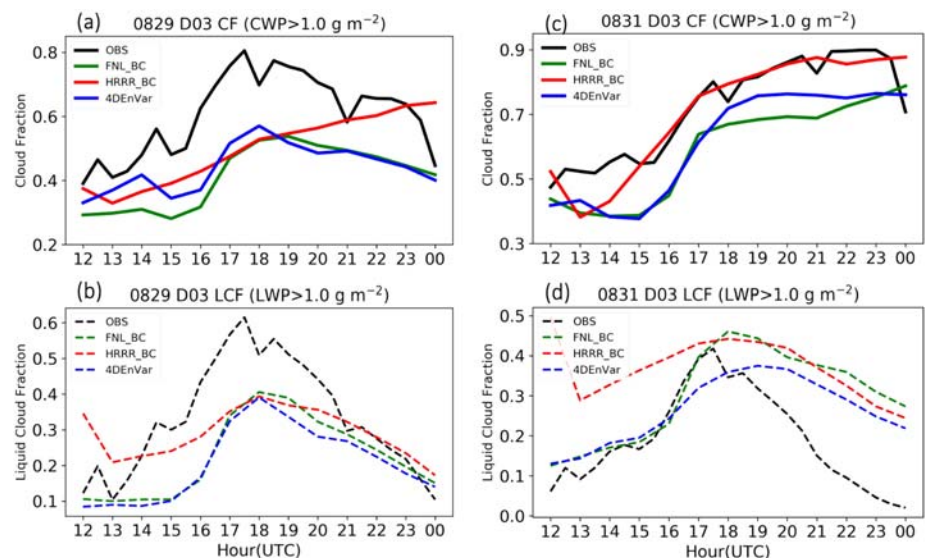 (a)
0829 D03 CF (CWP>1.0 g m⁻²)
Cloud Fraction
0.8
0.6
0.4
0.2
OBS
FNL_BC
HRRR_BC
4DEnVar
12 13 14 15 16 17 18 19 20 21 22 23 00
(c)
0831 D03 CF (CWP>1.0 g m⁻²)
Cloud Fraction
0.9
0.7
0.5
0.3
OBS
FNL_BC
HRRR_BC
4DEnVar
12 13 14 15 16 17 18 19 20 21 22 23 00
(b)
0829 D03 LCF (LWP>1.0 g m⁻²)
Liquid Cloud Fraction
0.6
0.5
0.4
0.3
0.2
0.1
OBS
FNL_BC
HRRR_BC
4DEnVar
12 13 14 15 16 17 18 19 20 21 22 23 00
Hour(UTC)
(d)
0831 D03 LCF (LWP>1.0 g m⁻²)
Liquid Cloud Fraction
0.5
0.4
0.3
0.2
0.1
0.0
OBS
FNL_BC
HRRR_BC
4DEnVar
12 13 14 15 16 17 18 19 20 21 22 23 00
Hour(UTC)